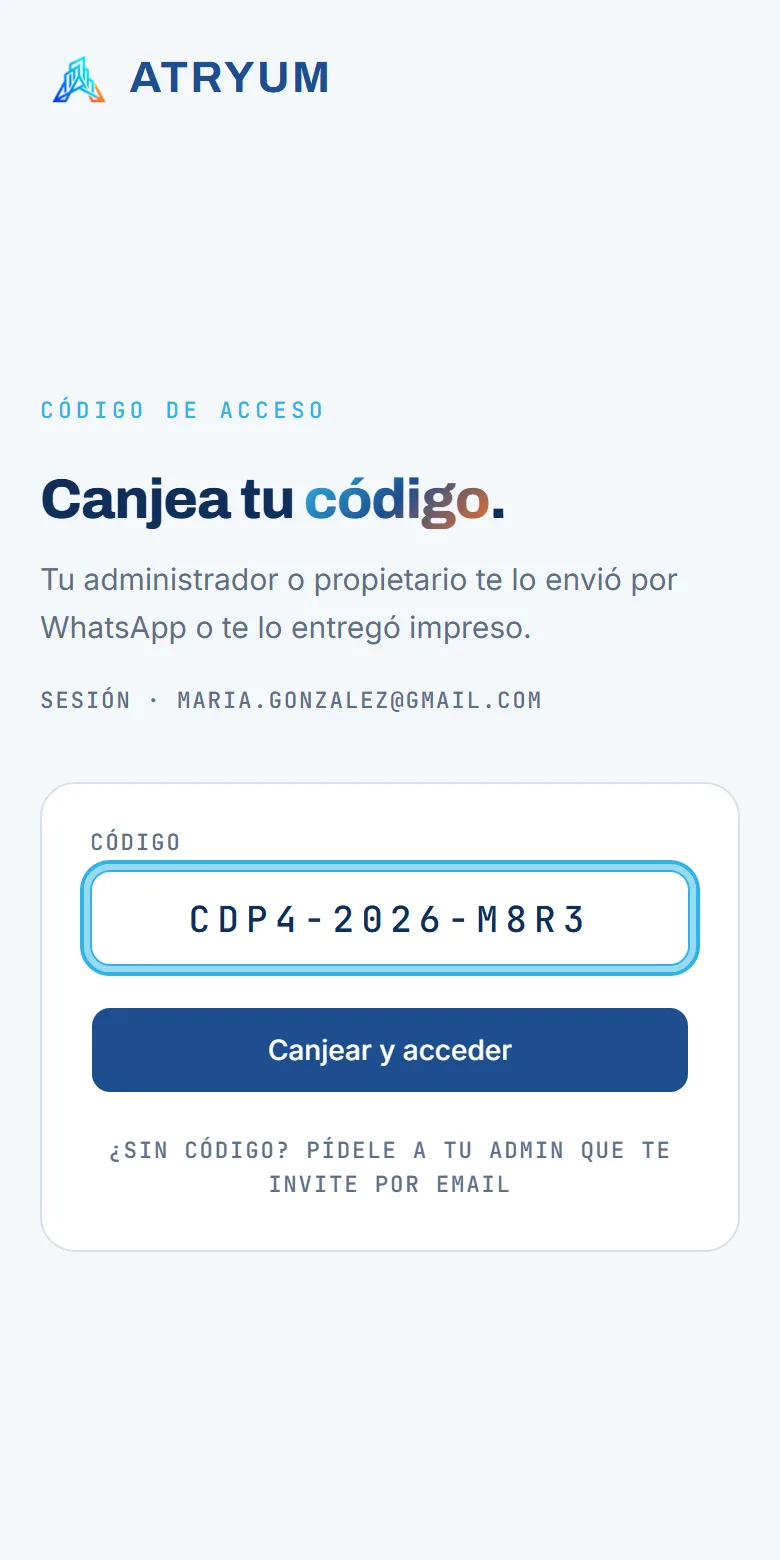 ATRYUM
CÓDIGO DE ACCESO
Canjea tu código.
Tu administrador o propietario te lo envió por
WhatsApp o te lo entregó impreso.
SESIÓN · MARIA.GONZALEZ@GMAIL.COM
CÓDIGO
CDP4-2026-M8R3
Canjear y acceder
¿SIN CÓDIGO? PÍDELE A TU ADMIN QUE TE
INVITE POR EMAIL